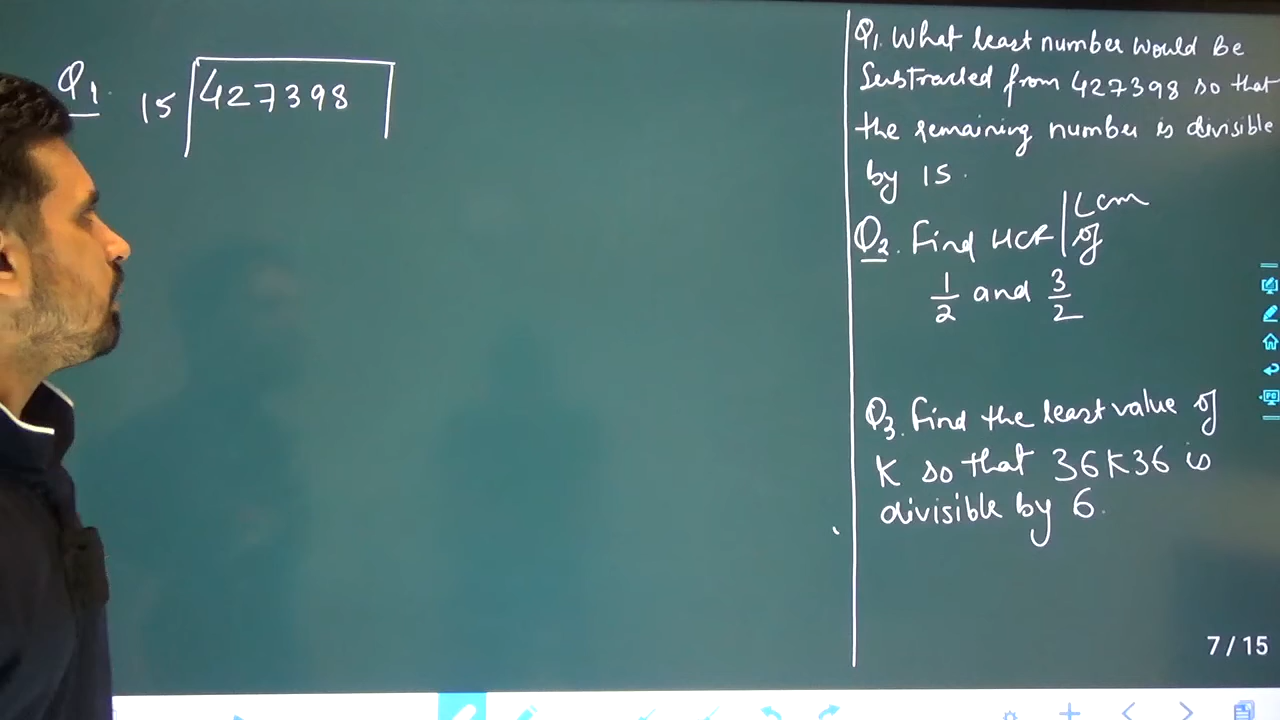 Q1. 15 427398
Q1. What least number would be
Substracted from 427398 so that
the remaining number is divisible
by 15.
Q2. Find HCF | Lcm of
1/2 and 3/2
Q3. Find the least value of
K so that 36K36 is
divisible by 6.
7/15